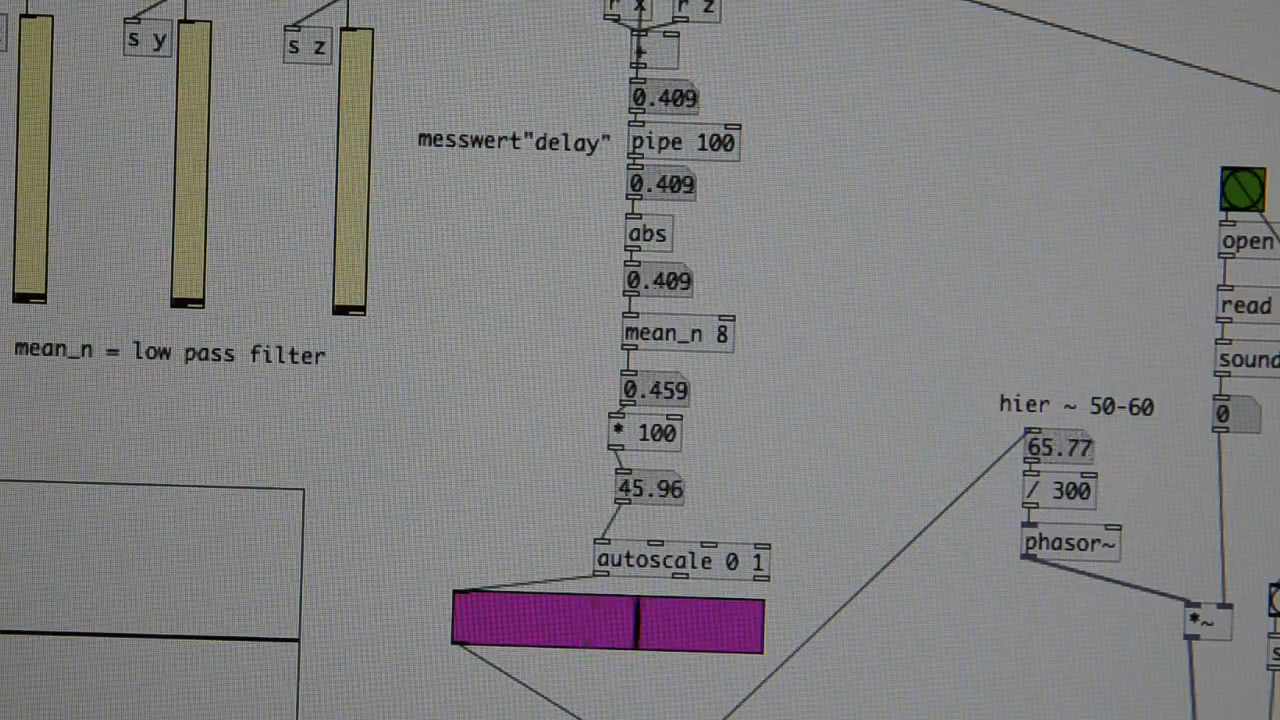 r x
r z
s y
s z
+
0.409
messwert"delay"
pipe 100
0.409
open
abs
0.409
read
mean_n 8
mean_n = low pass filter
sound
0.459
hier ~ 50-60
0
* 100
65.77
45.96
/ 300
phasor~
autoscale 0 1
*~
s